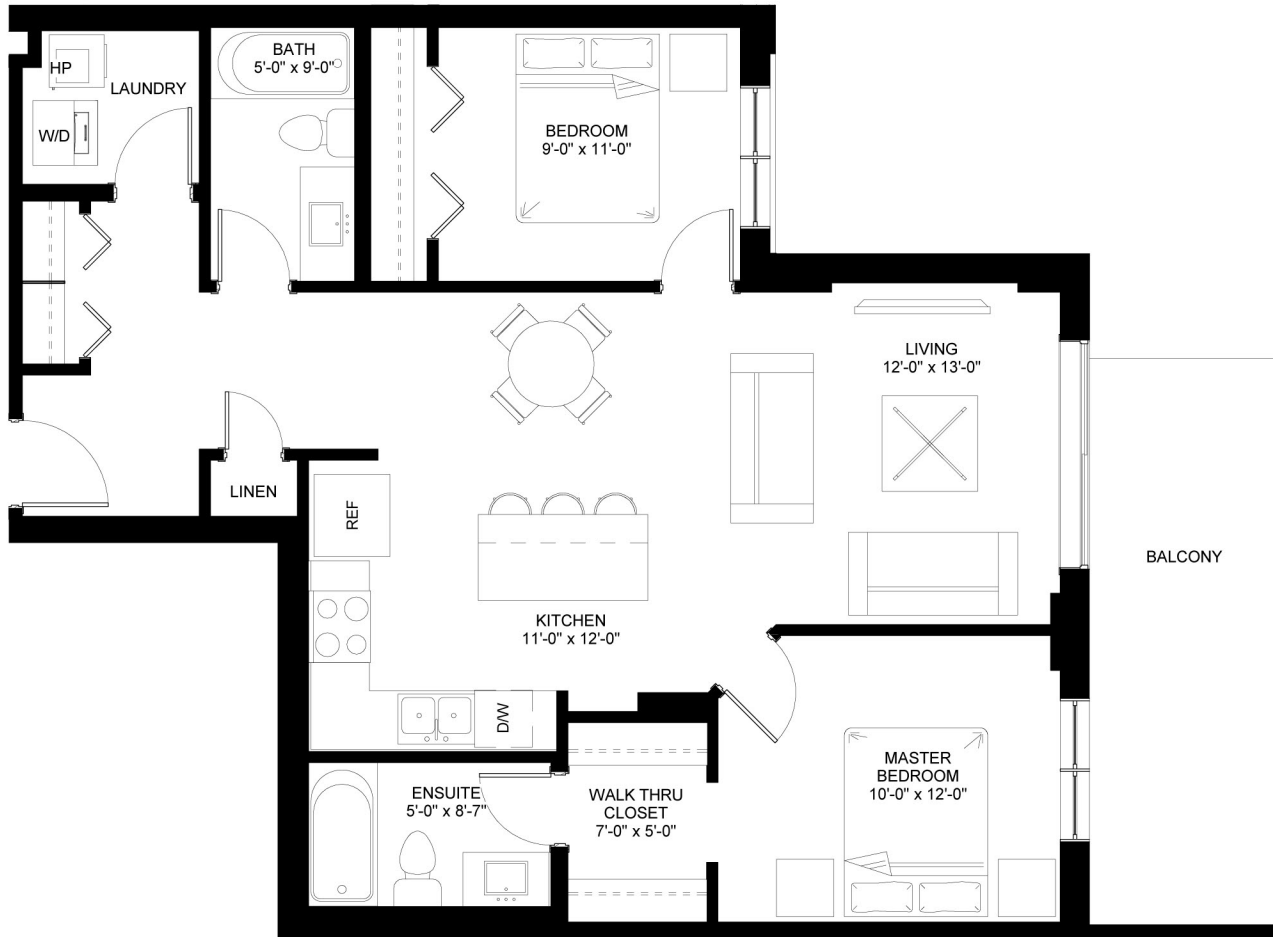 HP
LAUNDRY
W/D
BATH
5'-0" x 9'-0"
BEDROOM
9'-0" x 11'-0"
LIVING
12'-0" x 13'-0"
LINEN
REF
KITCHEN
11'-0" x 12'-0"
D/W
BALCONY
ENSUITE
5'-0" x 8'-7"
WALK THRU
CLOSET
7'-0" x 5'-0"
MASTER
BEDROOM
10'-0" x 12'-0"